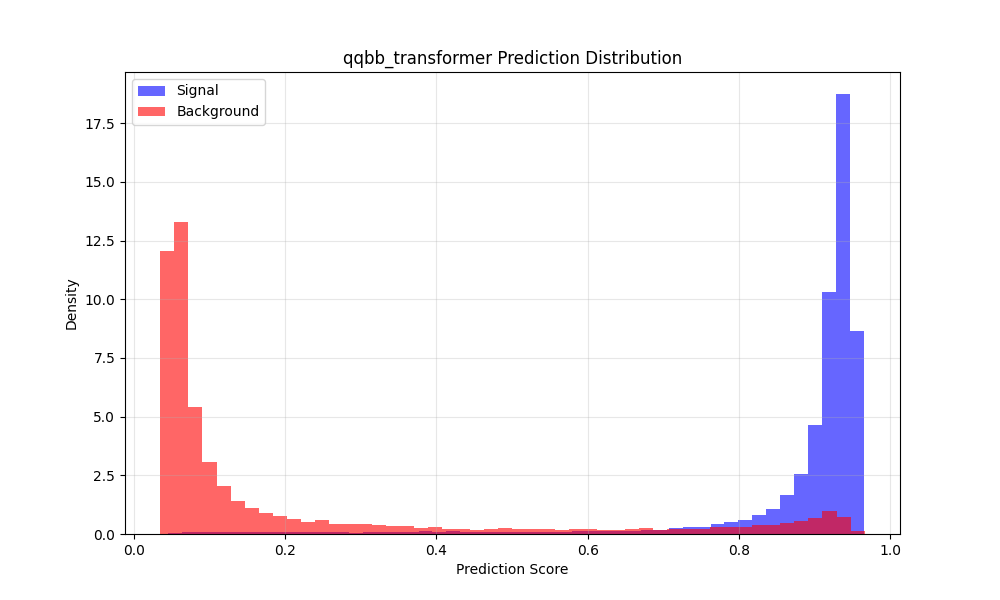 qqbb_transformer Prediction Distribution
Signal
Background
Density
17.5
15.0
12.5
10.0
7.5
5.0
2.5
0.0
0.0 0.2 0.4 0.6 0.8 1.0
Prediction Score